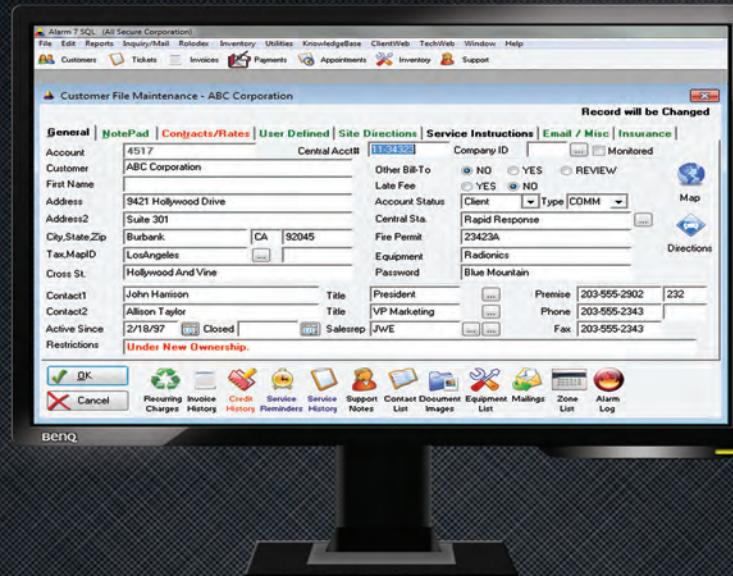 Alarm 7 SQL (All Secure Corporation)
File Edit Reports Inquiry/Mail Rolodex Inventory Utilities KnowledgeBase ClientWeb TechWeb Window Help
Customers Tickets Invoices Payments Appointments Inventory Support
Customer File Maintenance - ABC Corporation
Record will be Changed
General NotePad Contracts/Rates User Defined Site Directions Service Instructions Email / Misc Insurance
Account 4517 Central Acct# 11-34323 Company ID ... Monitored
Customer ABC Corporation Other Bill-To NO YES REVIEW
First Name Late Fee YES NO
Address 9421 Hollywood Drive Account Status Client Type COMM Map
Address2 Suite 301 Central Sta. Rapid Response ...
City,State,Zip Burbank CA 92045 Fire Permit 23423A
Tax,MapID LosAngeles ... Equipment Radionics Directions
Cross St. Hollywood And Vine Password Blue Mountain
Contact1 John Harrison Title President ... Premise 203-555-2902 232
Contact2 Allison Taylor Title VP Marketing ... Phone 203-555-2343
Active Since 2/18/97 Closed Salesrep JWE ... ... Fax 203-555-2343
Restrictions Under New Ownership.
OK
Cancel
Recurring Charges Invoice History Credit History Service Reminders Service History Support Notes Contact List Document Images Equipment List Mailings Zone List Alarm Log
BenQ